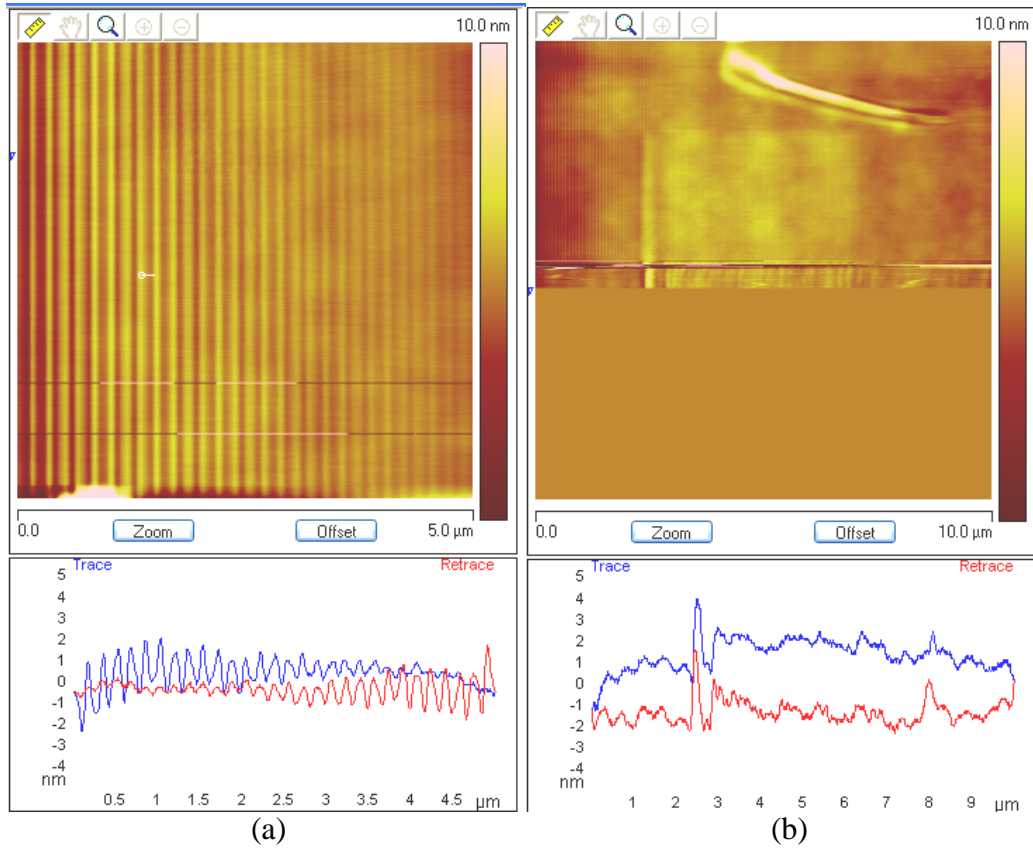 10.0 nm
0.0 Zoom Offset 5.0 µm
Trace Retrace
5
4
3
2
1
0
-1
-2
-3
-4
nm
0.5 1 1.5 2 2.5 3 3.5 4 4.5 µm
(a)
10.0 nm
0.0 Zoom Offset 10.0 µm
Trace Retrace
5
4
3
2
1
0
-1
-2
-3
-4
nm
1 2 3 4 5 6 7 8 9 µm
(b)